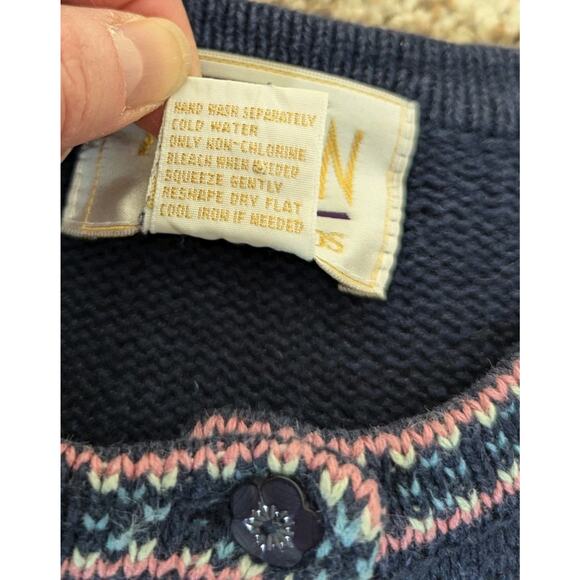 HAND WASH SEPARATELY
COLD WATER
ONLY NON-CHLORINE
BLEACH WHEN NEEDED
SQUEEZE GENTLY
RESHAPE DRY FLAT
COOL IRON IF NEEDED